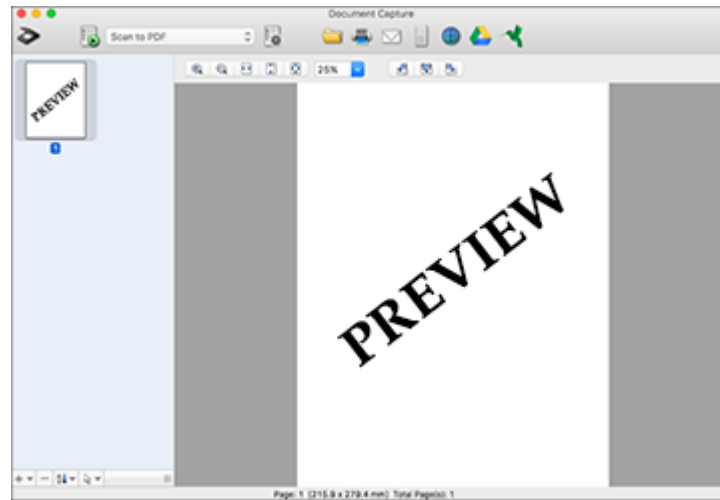 Document Capture
Scan to PDF
25%
PREVIEW
1
PREVIEW
Page: 1 [215.9 x 279.4 mm] Total Page(s): 1